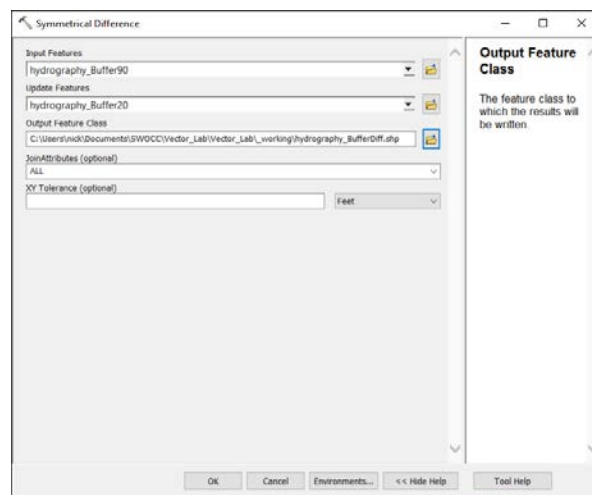 Symmetrical Difference
Input Features
hydrography_Buffer90
Update Features
hydrography_Buffer20
Output Feature Class
C:\Users\nick\Documents\SWOCC\Vector_Lab\Vector_Lab\_working\hydrography_BufferDiff.shp
JoinAttributes (optional)
ALL
XY Tolerance (optional)
Feet
Output Feature
Class
The feature class to
which the results will
be written.
OK
Cancel
Environments...
<< Hide Help
Tool Help